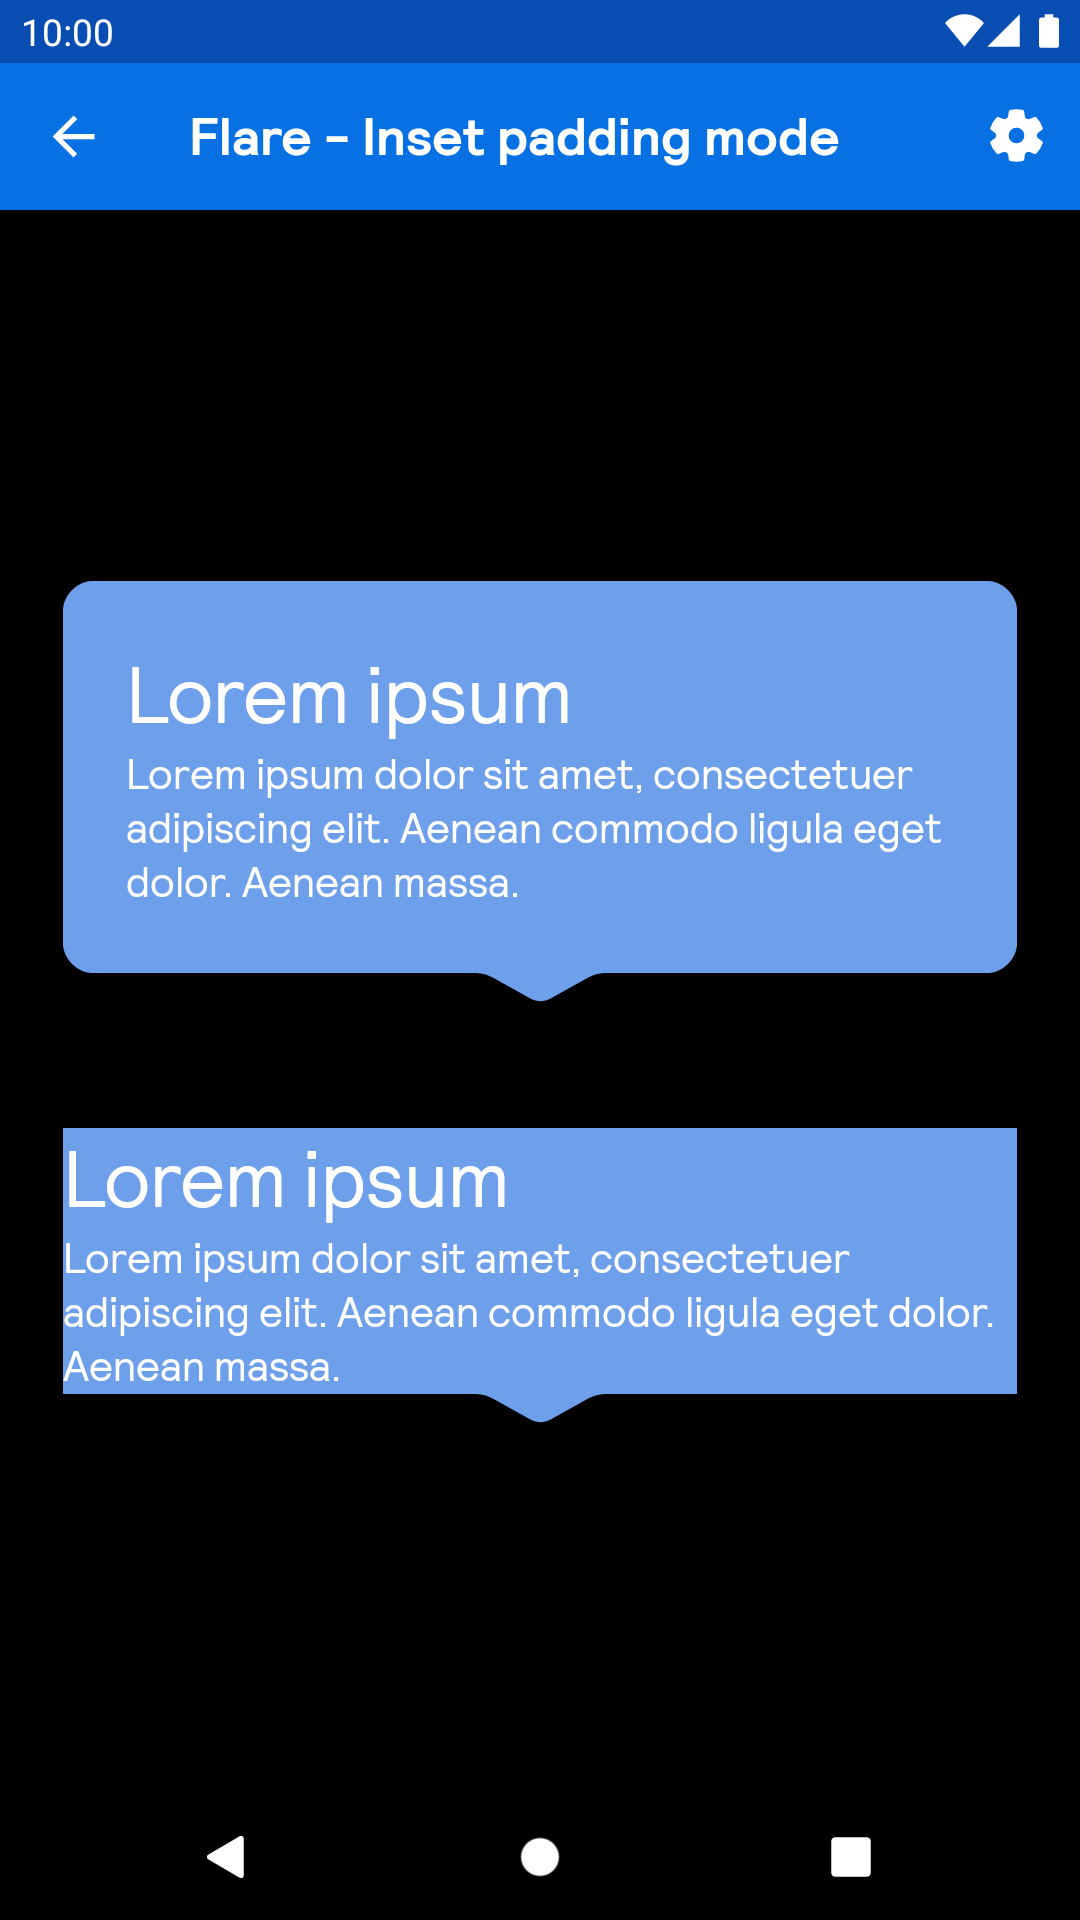 10:00
Flare - Inset padding mode
Lorem ipsum
Lorem ipsum dolor sit amet, consectetuer
adipiscing elit. Aenean commodo ligula eget
dolor. Aenean massa.
Lorem ipsum
Lorem ipsum dolor sit amet, consectetuer
adipiscing elit. Aenean commodo ligula eget dolor.
Aenean massa.